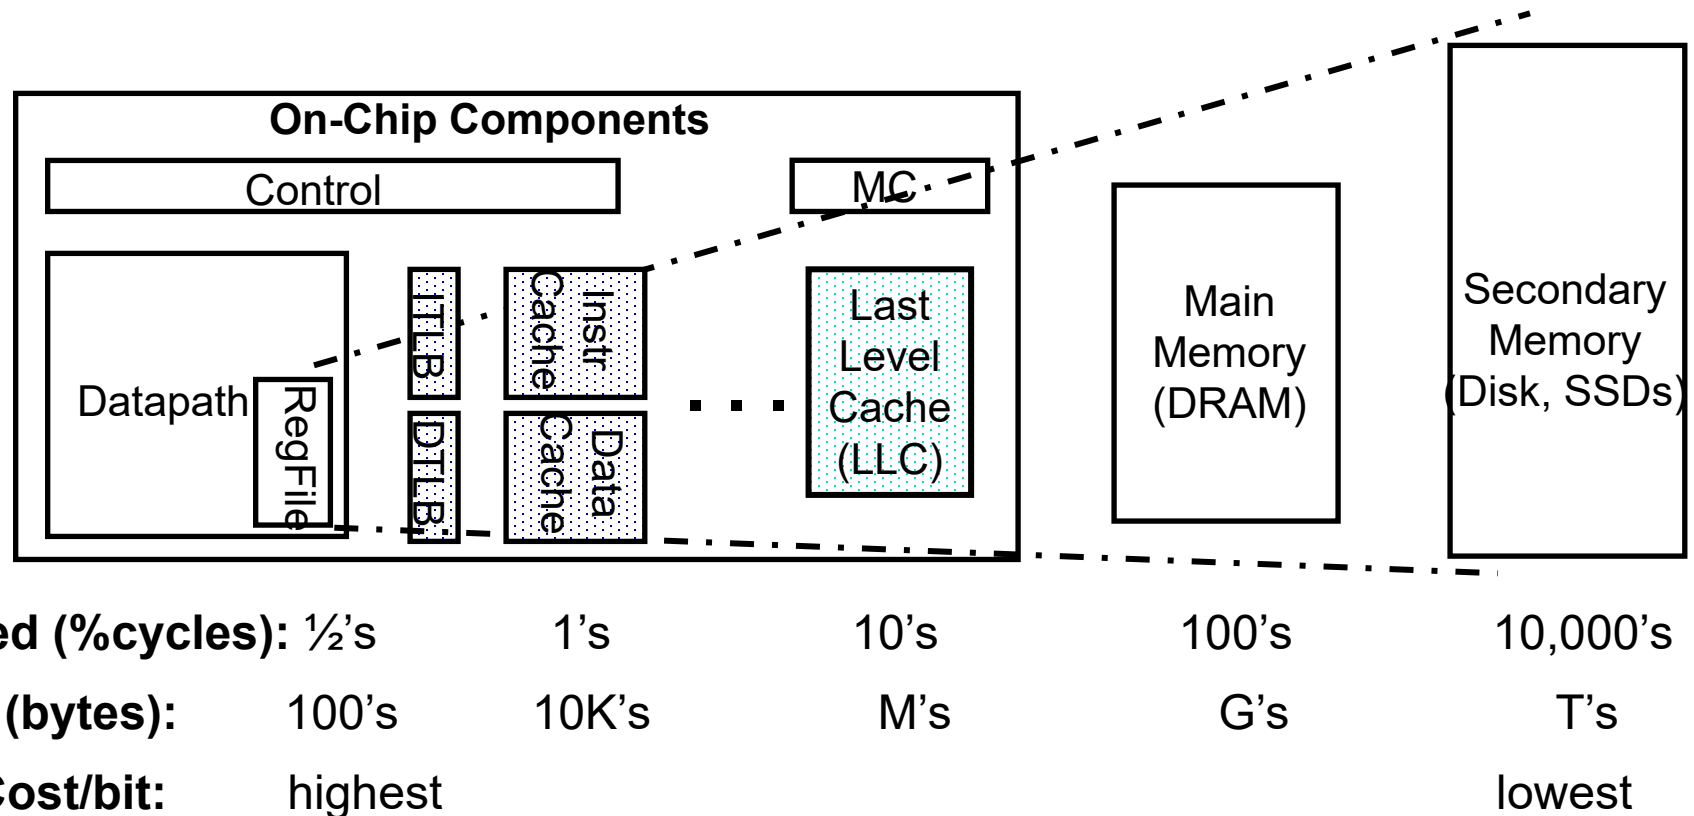 On-Chip Components
Control
MC
Datapath
RegFile
ITLB
DTLB
Instr
Cache
Data
Cache
Last
Level
Cache
(LLC)
Main
Memory
(DRAM)
Secondary
Memory
(Disk, SSDs)
ed (%cycles): ½’s 1’s 10’s 100’s 10,000’s
(bytes): 100’s 10K’s M’s G’s T’s
Cost/bit: highest lowest